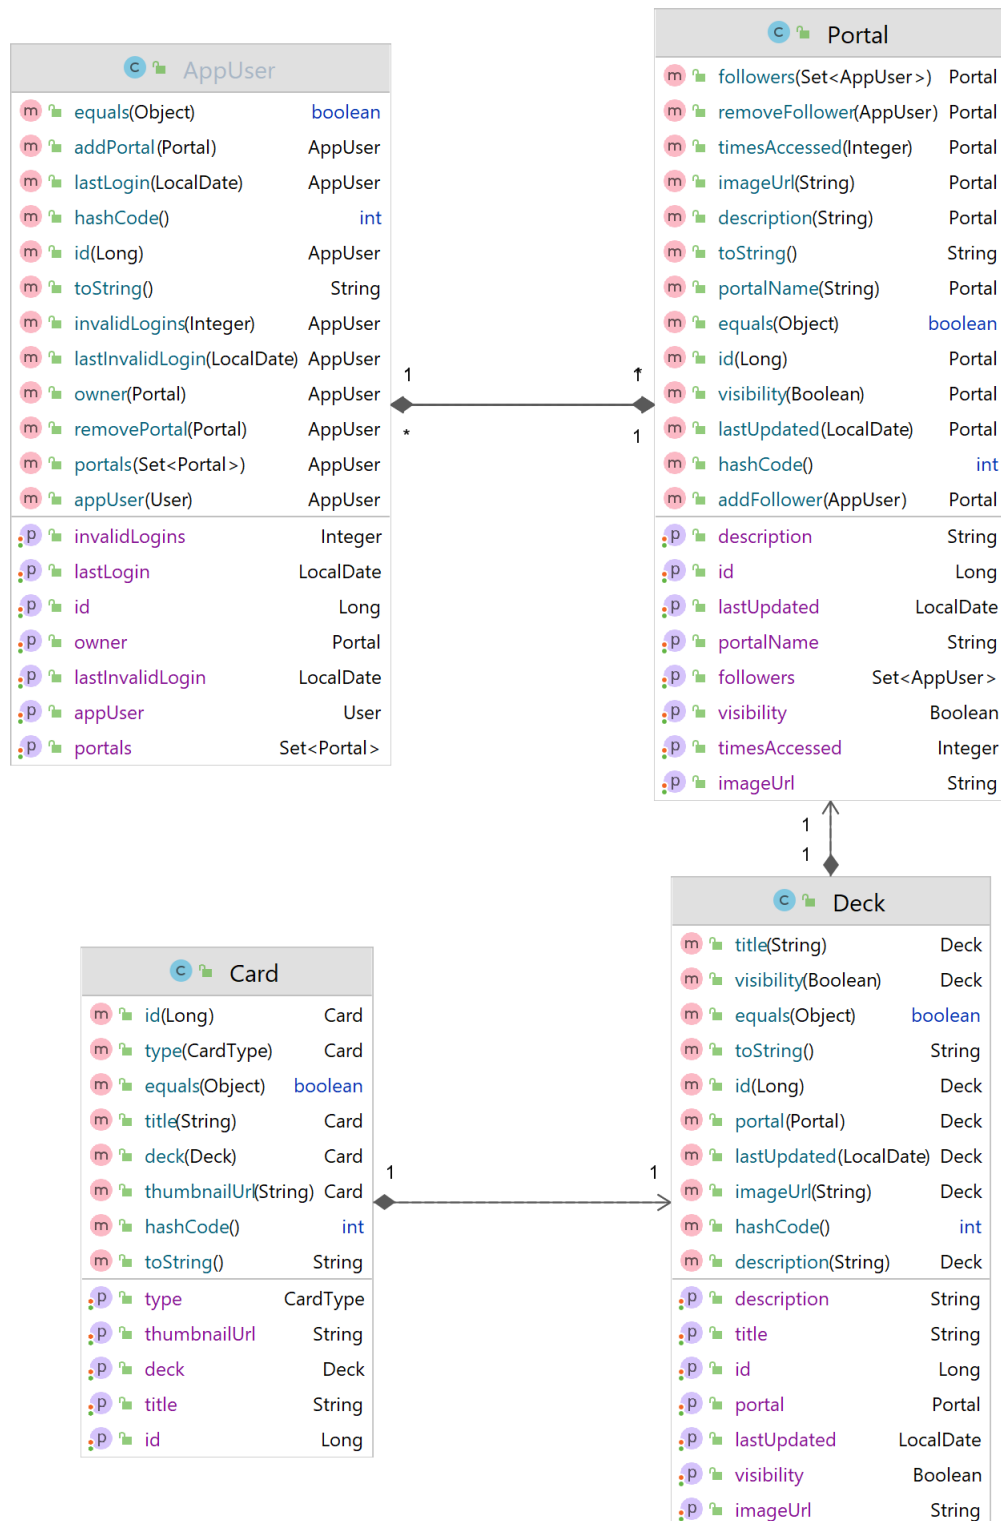 AppUser
equals(Object) boolean
addPortal(Portal) AppUser
lastLogin(LocalDate) AppUser
hashCode() int
id(Long) AppUser
toString() String
invalidLogins(Integer) AppUser
lastInvalidLogin(LocalDate) AppUser
owner(Portal) AppUser
removePortal(Portal) AppUser
portals(Set<Portal>) AppUser
appUser(User) AppUser
invalidLogins Integer
lastLogin LocalDate
id Long
owner Portal
lastInvalidLogin LocalDate
appUser User
portals Set<Portal>
1 1
*
* 1
Portal
followers(Set<AppUser>) Portal
removeFollower(AppUser) Portal
timesAccessed(Integer) Portal
imageUrl(String) Portal
description(String) Portal
toString() String
portalName(String) Portal
equals(Object) boolean
id(Long) Portal
visibility(Boolean) Portal
lastUpdated(LocalDate) Portal
hashCode() int
addFollower(AppUser) Portal
description String
id Long
lastUpdated LocalDate
portalName String
followers Set<AppUser>
visibility Boolean
timesAccessed Integer
imageUrl String
1
1
Card
id(Long) Card
type(CardType) Card
equals(Object) boolean
title(String) Card
deck(Deck) Card
thumbnailUrl(String) Card
hashCode() int
toString() String
type CardType
thumbnailUrl String
deck Deck
title String
id Long
1 1
Deck
title(String) Deck
visibility(Boolean) Deck
equals(Object) boolean
toString() String
id(Long) Deck
portal(Portal) Deck
lastUpdated(LocalDate) Deck
imageUrl(String) Deck
hashCode() int
description(String) Deck
description String
title String
id Long
portal Portal
lastUpdated LocalDate
visibility Boolean
imageUrl String